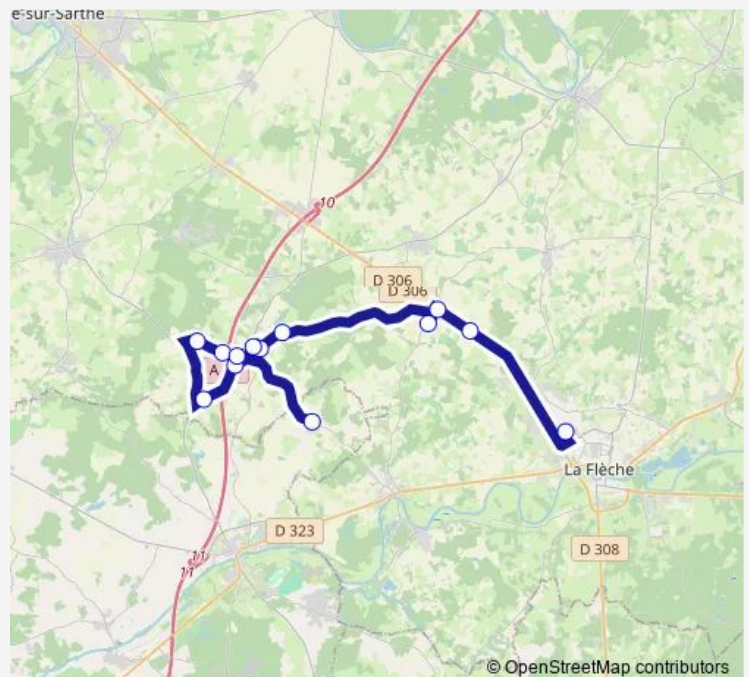 e-sur-Sarthe
10
D 306
D 306
A
La Flèche
D 323
D 308
11
11
© OpenStreetMap contributors